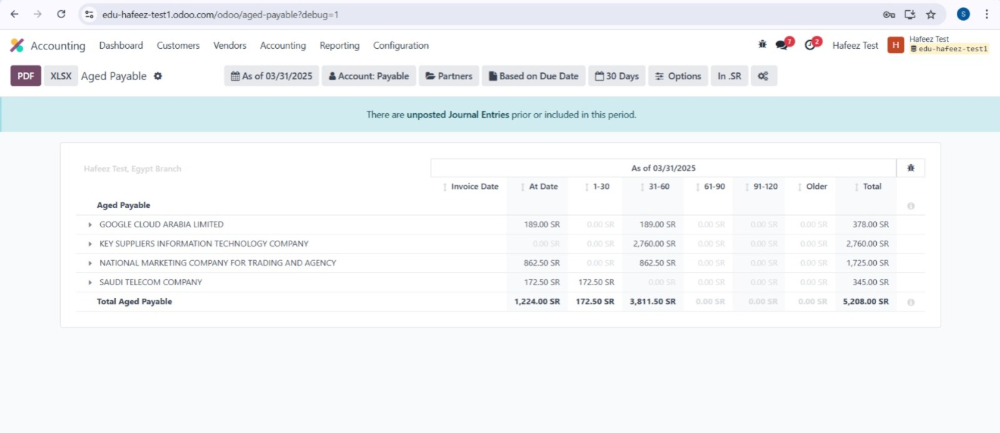 edu-hafeez-test1.odoo.com/odoo/aged-payable?debug=1
S
Accounting Dashboard Customers Vendors Accounting Reporting Configuration 7 2 Hafeez Test H Hafeez Test
edu-hafeez-test1
PDF XLSX Aged Payable As of 03/31/2025 Account: Payable Partners Based on Due Date 30 Days Options In .SR
There are unposted Journal Entries prior or included in this period.
Hafeez Test, Egypt Branch As of 03/31/2025
Invoice Date At Date 1-30 31-60 61-90 91-120 Older Total
Aged Payable
GOOGLE CLOUD ARABIA LIMITED 189.00 SR 0.00 SR 189.00 SR 0.00 SR 0.00 SR 0.00 SR 378.00 SR
KEY SUPPLIERS INFORMATION TECHNOLOGY COMPANY 0.00 SR 0.00 SR 2,760.00 SR 0.00 SR 0.00 SR 0.00 SR 2,760.00 SR
NATIONAL MARKETING COMPANY FOR TRADING AND AGENCY 862.50 SR 0.00 SR 862.50 SR 0.00 SR 0.00 SR 0.00 SR 1,725.00 SR
SAUDI TELECOM COMPANY 172.50 SR 172.50 SR 0.00 SR 0.00 SR 0.00 SR 0.00 SR 345.00 SR
Total Aged Payable 1,224.00 SR 172.50 SR 3,811.50 SR 0.00 SR 0.00 SR 0.00 SR 5,208.00 SR